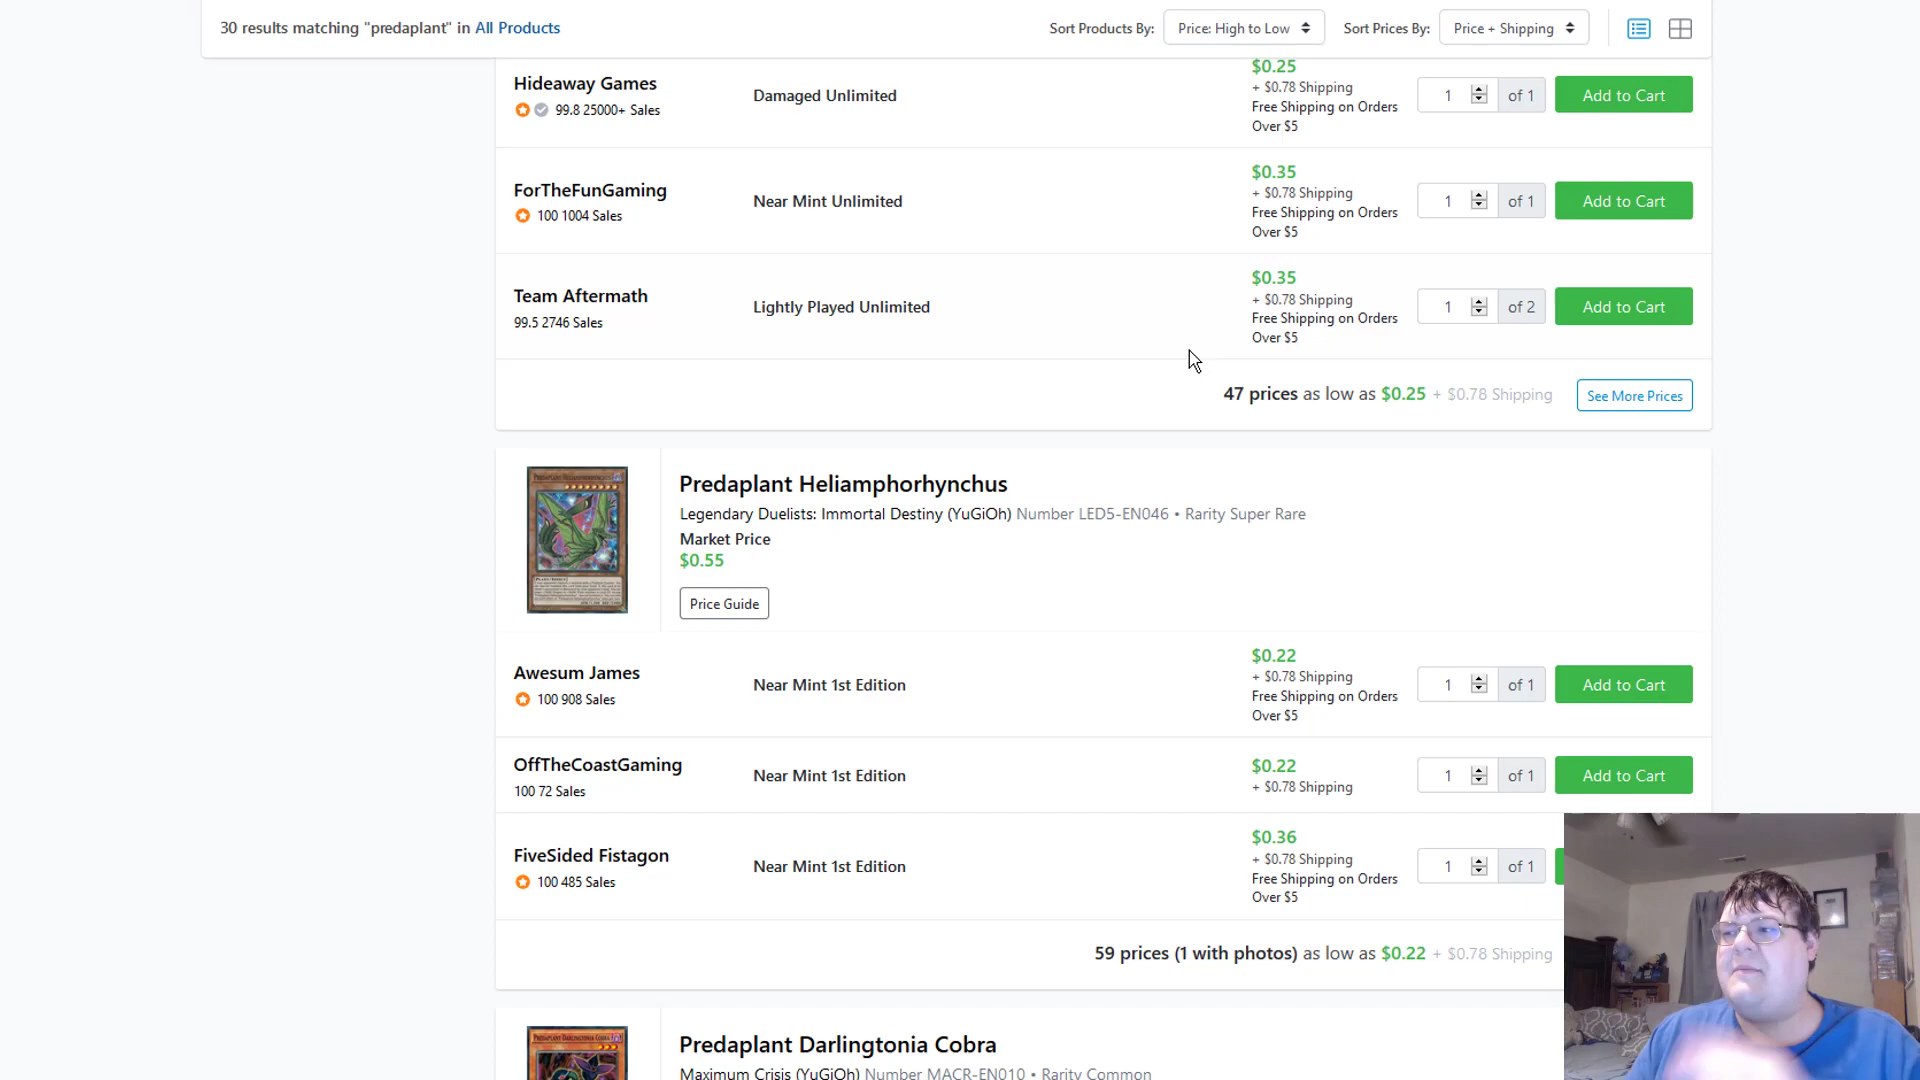 30 results matching "predaplant" in All Products
Sort Products By: Price: High to Low Sort Prices By: Price + Shipping
Hideaway Games
99.8 25000+ Sales
Damaged Unlimited
$0.25
+ $0.78 Shipping
Free Shipping on Orders
Over $5
1 of 1 Add to Cart
ForTheFunGaming
100 1004 Sales
Near Mint Unlimited
$0.35
+ $0.78 Shipping
Free Shipping on Orders
Over $5
1 of 1 Add to Cart
Team Aftermath
99.5 2746 Sales
Lightly Played Unlimited
$0.35
+ $0.78 Shipping
Free Shipping on Orders
Over $5
1 of 2 Add to Cart
47 prices as low as $0.25 + $0.78 Shipping See More Prices
Predaplant Heliamphorhynchus
Legendary Duelists: Immortal Destiny (YuGiOh) Number LED5-EN046 • Rarity Super Rare
Market Price
$0.55
Price Guide
Awesum James
100 908 Sales
Near Mint 1st Edition
$0.22
+ $0.78 Shipping
Free Shipping on Orders
Over $5
1 of 1 Add to Cart
OffTheCoastGaming
100 72 Sales
Near Mint 1st Edition
$0.22
+ $0.78 Shipping
1 of 1 Add to Cart
FiveSided Fistagon
100 485 Sales
Near Mint 1st Edition
$0.36
+ $0.78 Shipping
Free Shipping on Orders
Over $5
1 of 1
59 prices (1 with photos) as low as $0.22 + $0.78 Shipping
PREDAPLANT DARLINGTONIA COBRA
Predaplant Darlingtonia Cobra
Maximum Crisis (YuGiOh) Number MACR-EN010 • Rarity Common